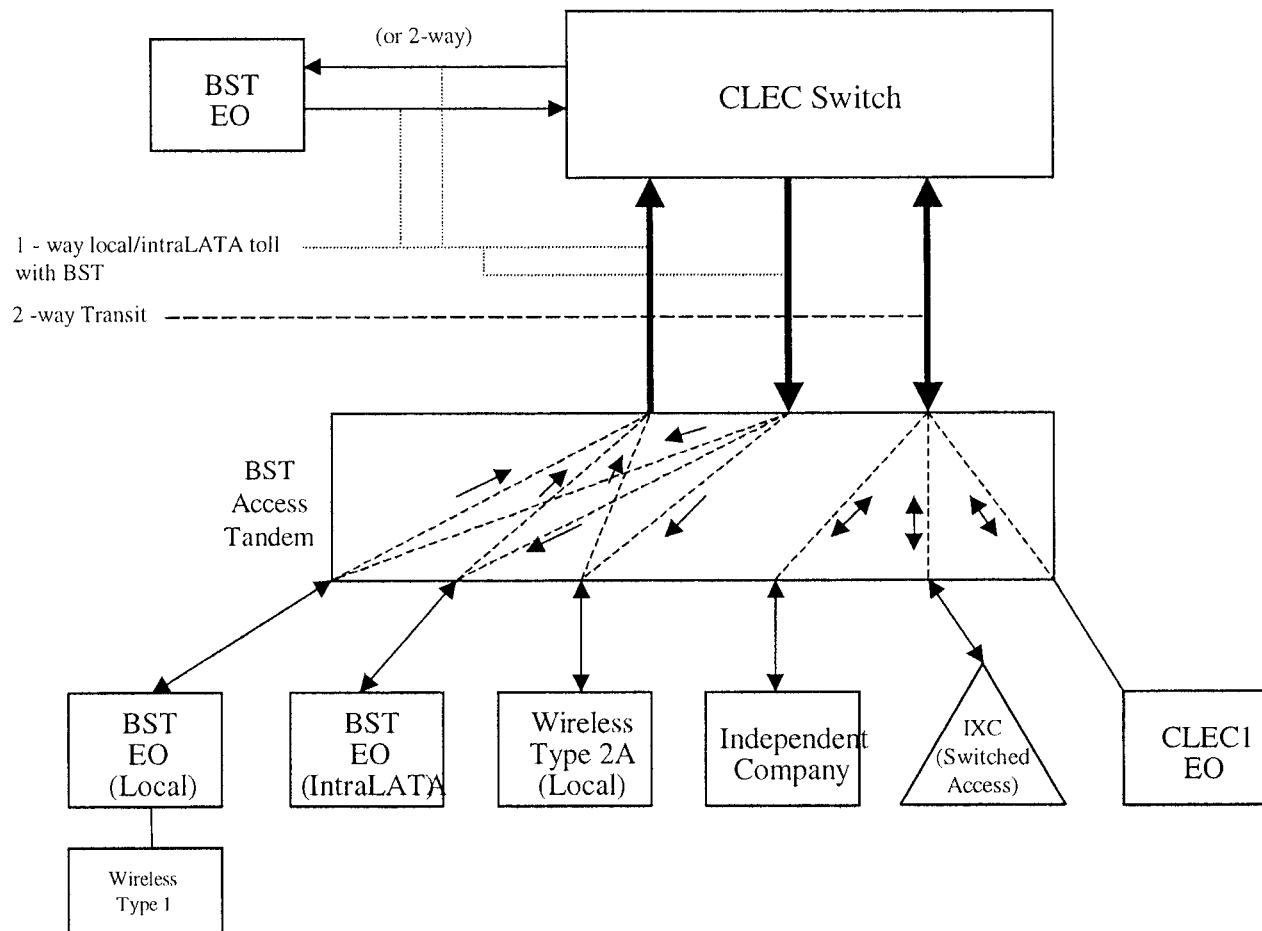 (or 2-way)
BST
EO
CLEC Switch
1 - way local/intraLATA toll
with BST
2 -way Transit
BST
Access
Tandem
BST
EO
(Local)
BST
EO
(IntraLATA)
Wireless
Type 2A
(Local)
Independent
Company
IXC
(Switched
Access)
CLEC1
EO
Wireless
Type 1